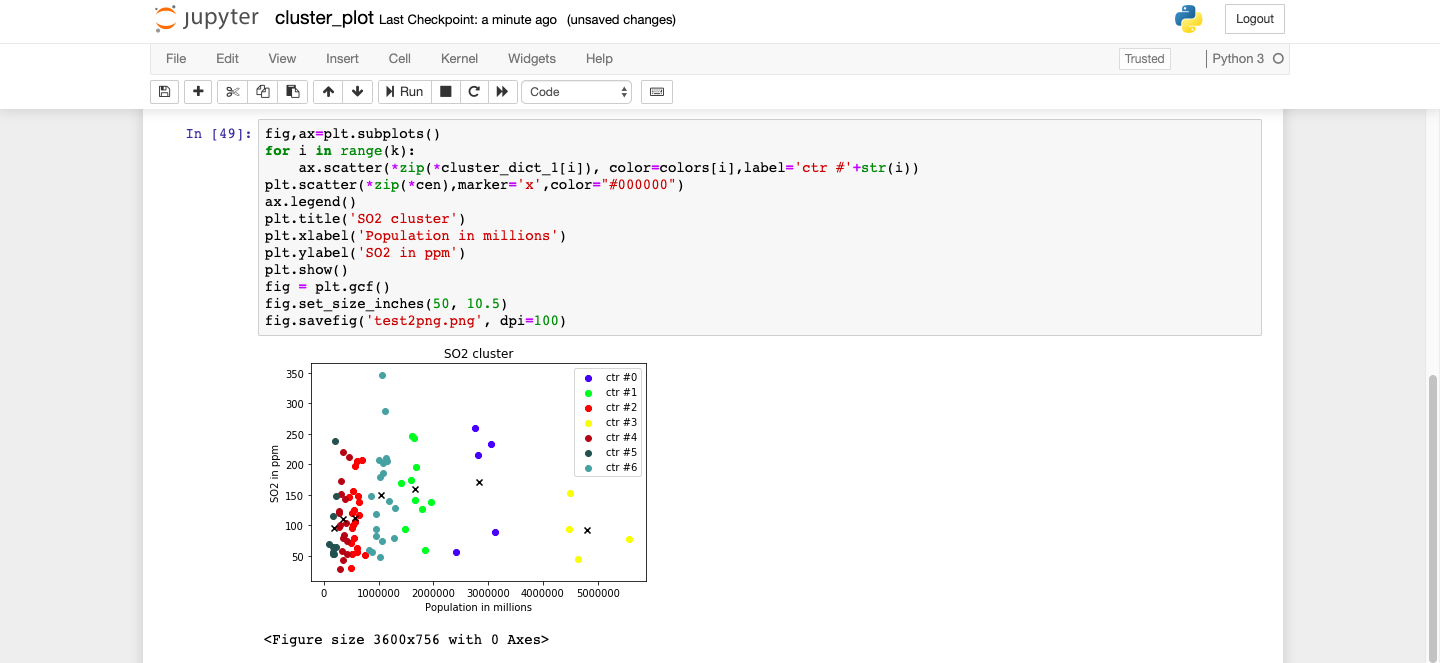 jupyter cluster_plot Last Checkpoint: a minute ago (unsaved changes) Logout
File Edit View Insert Cell Kernel Widgets Help Trusted Python 3
Run Code
In [49]: fig,ax=plt.subplots()
for i in range(k):
    ax.scatter(*zip(*cluster_dict_1[i]), color=colors[i],label='ctr #'+str(i))
plt.scatter(*zip(*cen),marker='x',color="#000000")
ax.legend()
plt.title('SO2 cluster')
plt.xlabel('Population in millions')
plt.ylabel('SO2 in ppm')
plt.show()
fig = plt.gcf()
fig.set_size_inches(50, 10.5)
fig.savefig('test2png.png', dpi=100)
SO2 cluster
350
300
250
200
150
100
50
SO2 in ppm
ctr #0
ctr #1
ctr #2
ctr #3
ctr #4
ctr #5
ctr #6
0 1000000 2000000 3000000 4000000 5000000
Population in millions
<Figure size 3600x756 with 0 Axes>